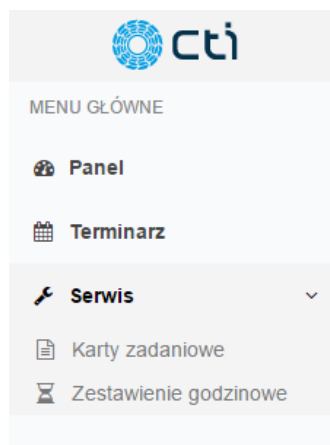 cti
MENU GŁÓWNE
Panel
Terminarz
Serwis
Karty zadaniowe
Zestawienie godzinowe